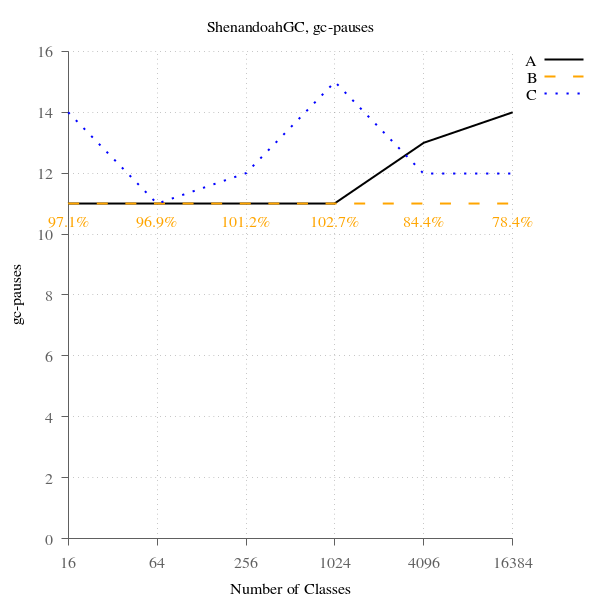 ShenandoahGC, gc-pauses
16
A
B
C
14
12
97.1% 96.9% 101.2% 102.7% 84.4% 78.4%
10
gc-pauses
8
6
4
2
0
16 64 256 1024 4096 16384
Number of Classes